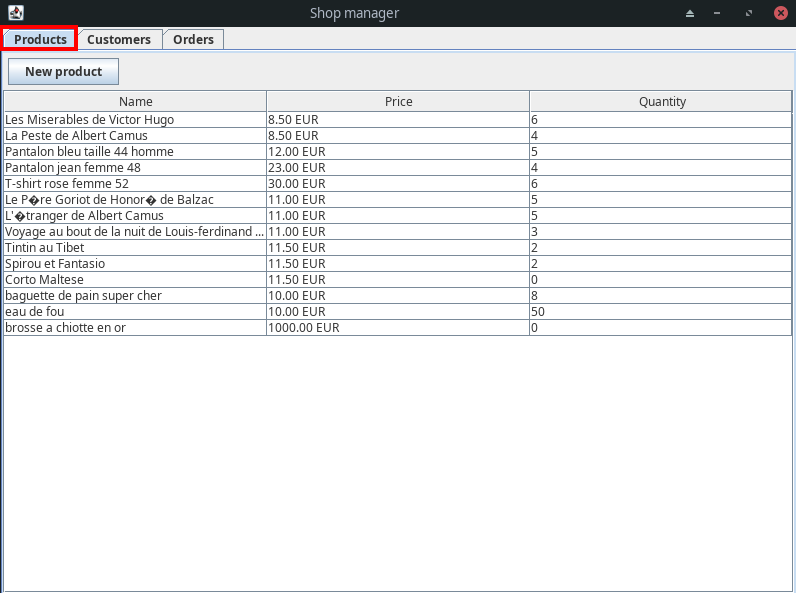 Shop manager
Products Customers Orders
New product
Name Price Quantity
Les Miserables de Victor Hugo 8.50 EUR 6
La Peste de Albert Camus 8.50 EUR 4
Pantalon bleu taille 44 homme 12.00 EUR 5
Pantalon jean femme 48 23.00 EUR 4
T-shirt rose femme 52 30.00 EUR 6
Le P�re Goriot de Honor� de Balzac 11.00 EUR 5
L'�tranger de Albert Camus 11.00 EUR 5
Voyage au bout de la nuit de Louis-ferdinand ... 11.00 EUR 3
Tintin au Tibet 11.50 EUR 2
Spirou et Fantasio 11.50 EUR 2
Corto Maltese 11.50 EUR 0
baguette de pain super cher 10.00 EUR 8
eau de fou 10.00 EUR 50
brosse a chiotte en or 1000.00 EUR 0